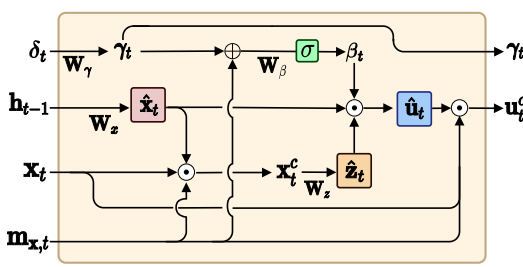 δ_t W_γ γ_t ⊕ W_β σ β_t γ_t
h_{t−1} W_x x̂_t ⊙ û_t ⊙ u_t^c
x_t ⊙ x_t^c W_z ẑ_t
m_{x,t}